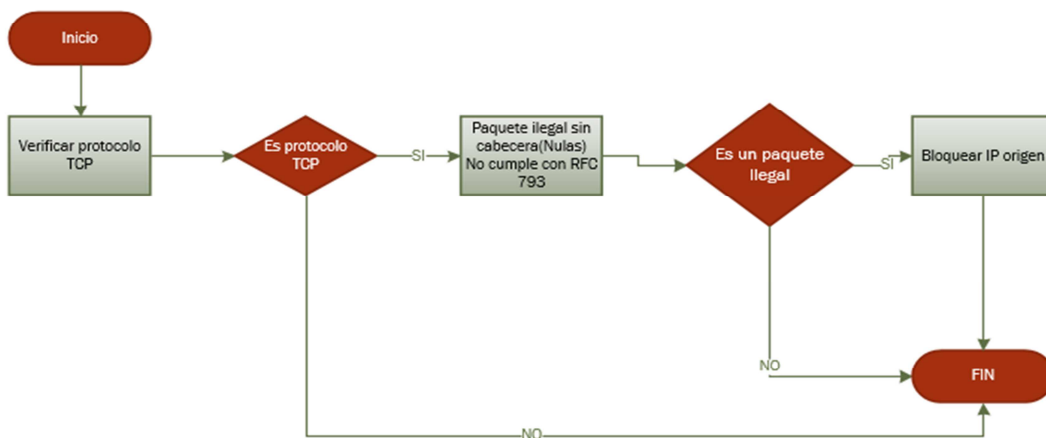 Inicio
Verificar protocolo
TCP
Es protocolo
TCP
SI
Paquete ilegal sin
cabecera(Nulas)
No cumple con RFC
793
Es un paquete
Ilegal
SI
Bloquear IP origen
NO
FIN
NO